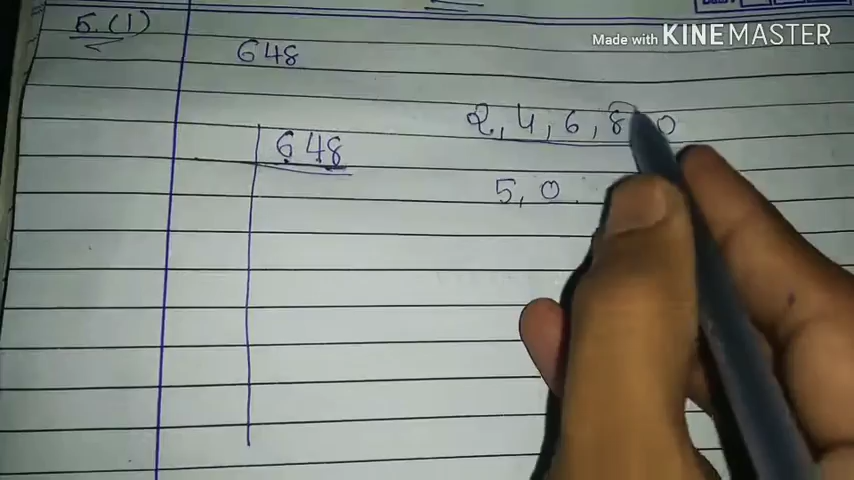 Made with KINEMASTER
5.(1)
648
648
2, 4, 6, 8, 0
5, 0